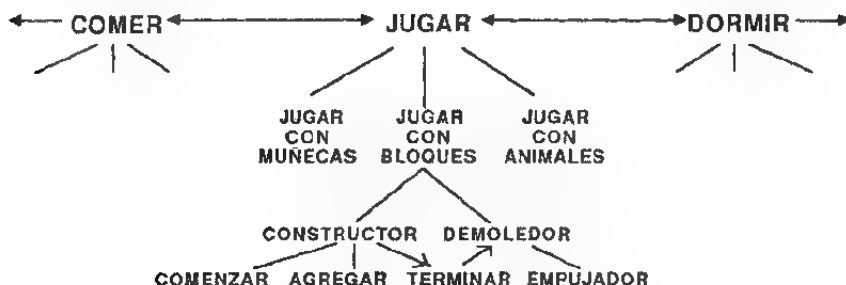 COMER JUGAR DORMIR
JUGAR CON MUÑECAS
JUGAR CON BLOQUES
JUGAR CON ANIMALES
CONSTRUCTOR DEMOLEDOR
COMENZAR AGREGAR TERMINAR EMPUJADOR